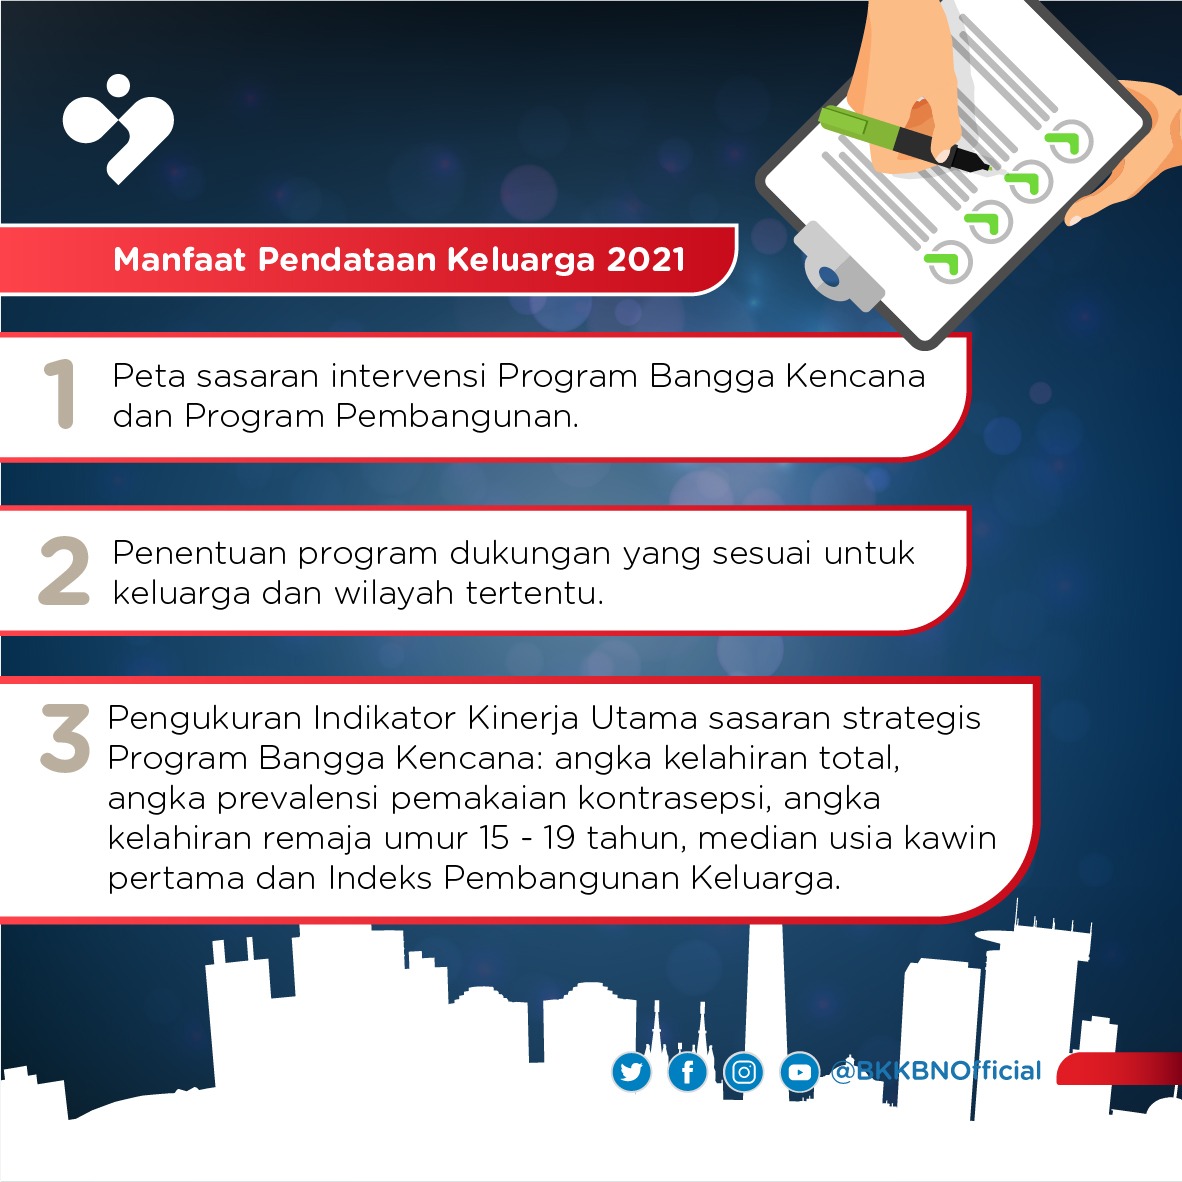 Manfaat Pendataan Keluarga 2021
1
Peta sasaran intervensi Program Bangga Kencana
dan Program Pembangunan.
2
Penentuan program dukungan yang sesuai untuk
keluarga dan wilayah tertentu.
3
Pengukuran Indikator Kinerja Utama sasaran strategis
Program Bangga Kencana: angka kelahiran total,
angka prevalensi pemakaian kontrasepsi, angka
kelahiran remaja umur 15 - 19 tahun, median usia kawin
pertama dan Indeks Pembangunan Keluarga.
@BKKBNOfficial